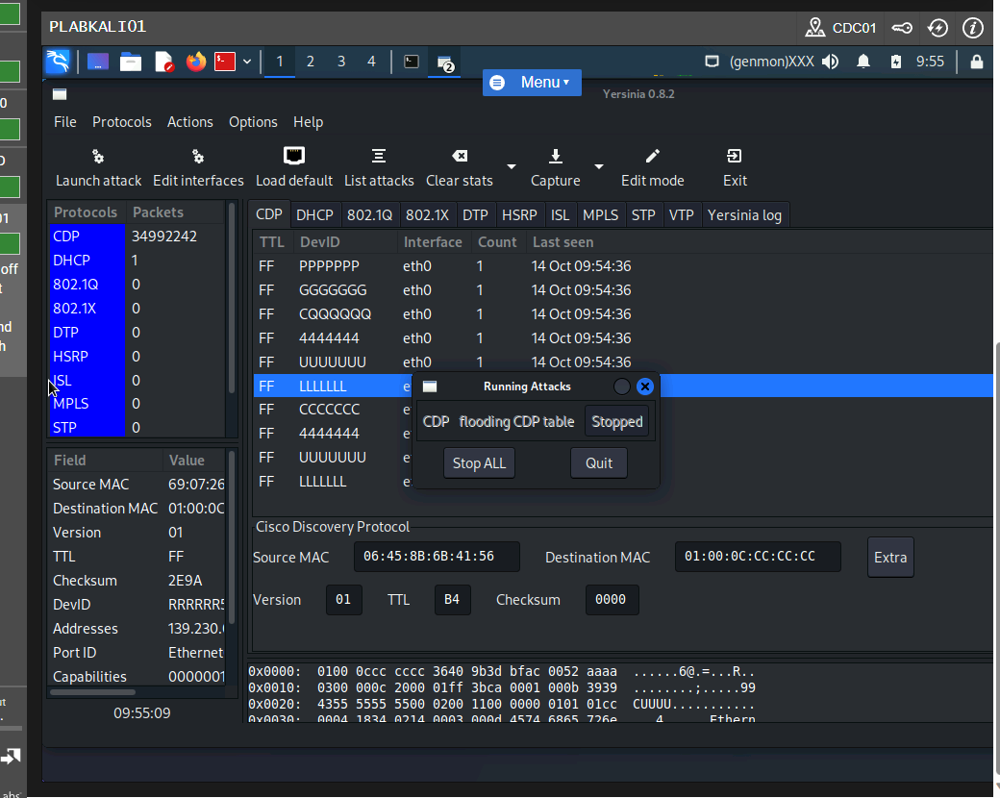 PLABKALI01
CDC01
1 2 3 4 2 (genmon)XXX 9:55
Menu
Yersinia 0.8.2
File Protocols Actions Options Help
Launch attack Edit interfaces Load default List attacks Clear stats Capture Edit mode Exit
Protocols Packets
CDP 34992242
DHCP 1
802.1Q 0
802.1X 0
DTP 0
HSRP 0
ISL 0
MPLS 0
STP 0
CDP DHCP 802.1Q 802.1X DTP HSRP ISL MPLS STP VTP Yersinia log
TTL DevID Interface Count Last seen
FF PPPPPPP eth0 1 14 Oct 09:54:36
FF GGGGGGG eth0 1 14 Oct 09:54:36
FF CQQQQQQ eth0 1 14 Oct 09:54:36
FF 4444444 eth0 1 14 Oct 09:54:36
FF UUUUUUU eth0 1 14 Oct 09:54:36
FF LLLLLLL e
FF CCCCCCC e
FF 4444444 e
FF UUUUUUU e
FF LLLLLLL e
Running Attacks
CDP flooding CDP table Stopped
Stop ALL Quit
Field Value
Source MAC 69:07:26
Destination MAC 01:00:0C
Version 01
TTL FF
Checksum 2E9A
DevID RRRRRR5
Addresses 139.230.
Port ID Ethernet
Capabilities 0000001
09:55:09
Cisco Discovery Protocol
Source MAC 06:45:8B:6B:41:56 Destination MAC 01:00:0C:CC:CC:CC Extra
Version 01 TTL B4 Checksum 0000
0x0000: 0100 0ccc cccc 3640 9b3d bfac 0052 aaaa ......6@.=...R..
0x0010: 0300 000c 2000 01ff 3bca 0001 000b 3939 ........;.....99
0x0020: 4355 5555 5500 0200 1100 0000 0101 01cc CUUUU...........
0x0030: 0004 1834 0214 0003 000d 4574 6865 726e ...4......Ethern